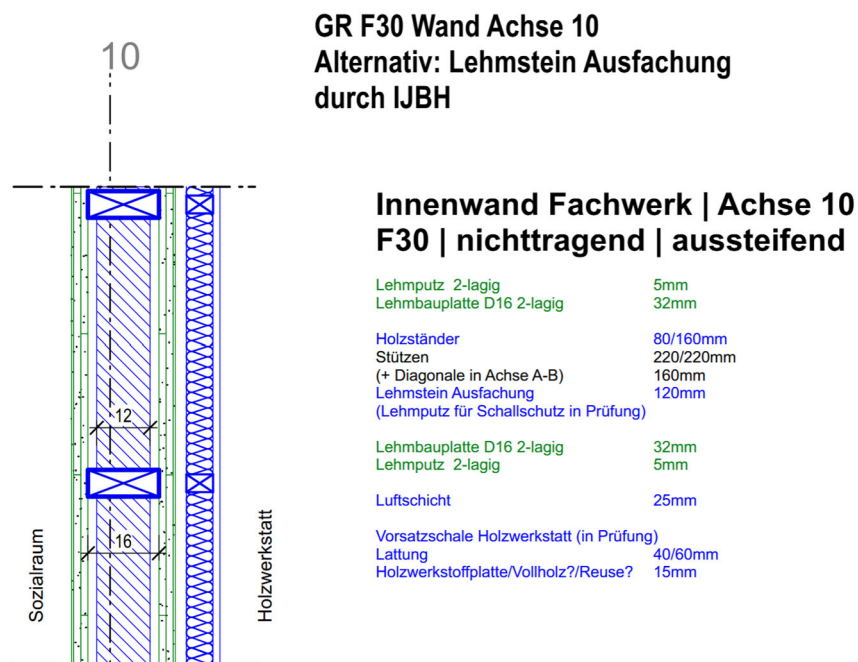 10
GR F30 Wand Achse 10
Alternativ: Lehmstein Ausfachung
durch IJBH
Innenwand Fachwerk | Achse 10
F30 | nichttragend | aussteifend
Lehmputz 2-lagig 5mm
Lehmbauplatte D16 2-lagig 32mm
Holzständer 80/160mm
Stützen 220/220mm
(+ Diagonale in Achse A-B) 160mm
Lehmstein Ausfachung 120mm
(Lehmputz für Schallschutz in Prüfung)
Lehmbauplatte D16 2-lagig 32mm
Lehmputz 2-lagig 5mm
Luftschicht 25mm
Vorsatzschale Holzwerkstatt (in Prüfung)
Lattung 40/60mm
Holzwerkstoffplatte/Vollholz?/Reuse? 15mm
12
16
Sozialraum
Holzwerkstatt